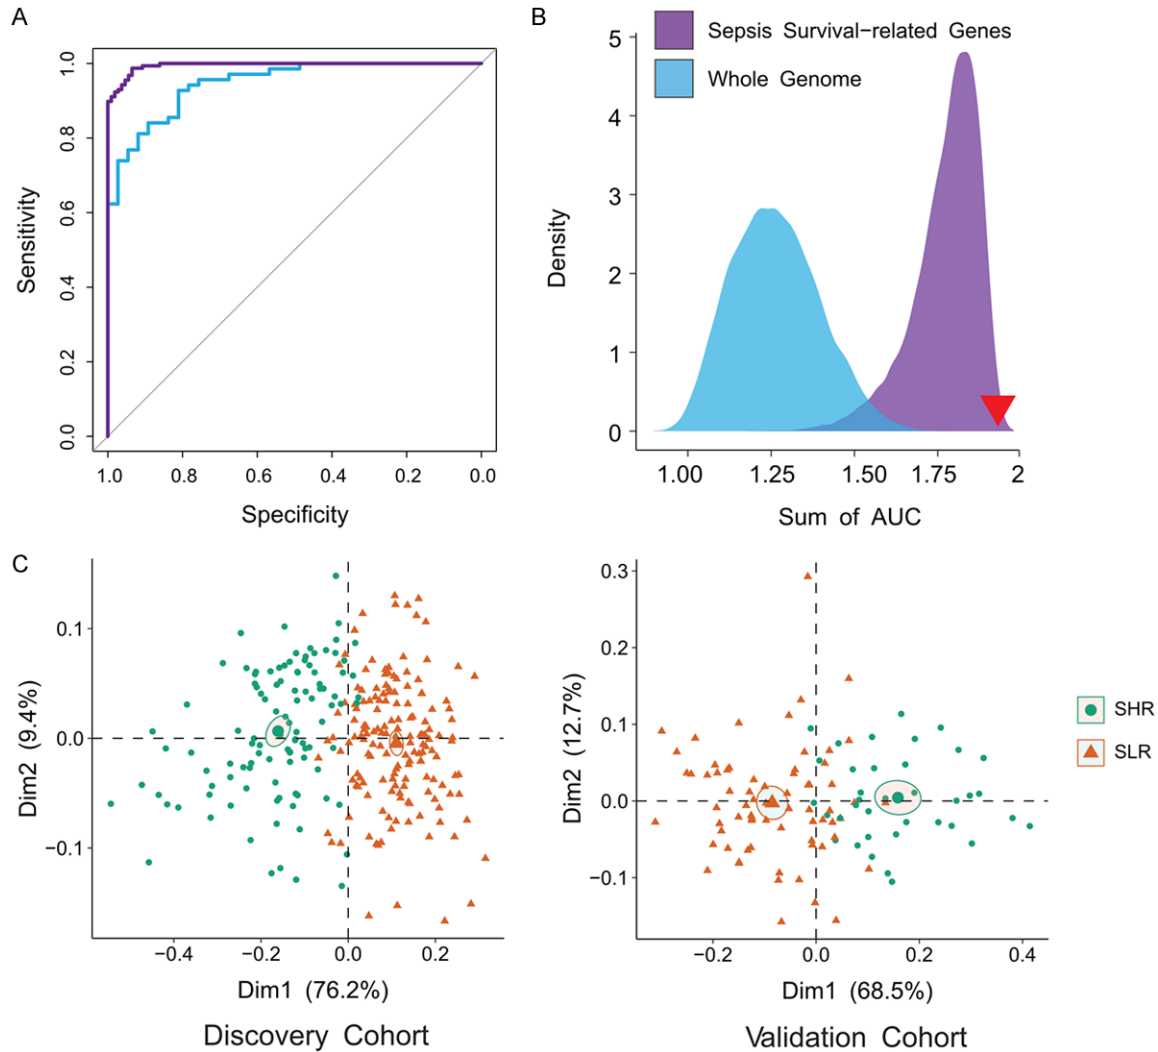 A
1.0
0.8
0.6
0.4
0.2
0.0
Sensitivity
1.0 0.8 0.6 0.4 0.2 0.0
Specificity
B
Sepsis Survival-related Genes
Whole Genome
5
4
3
2
1
0
Density
1.00 1.25 1.50 1.75 2
Sum of AUC
C
0.1
0.0
−0.1
Dim2 (9.4%)
−0.4 −0.2 0.0 0.2
Dim1 (76.2%)
Discovery Cohort
0.3
0.2
0.1
0.0
−0.1
Dim2 (12.7%)
−0.2 0.0 0.2 0.4
Dim1 (68.5%)
Validation Cohort
SHR
SLR